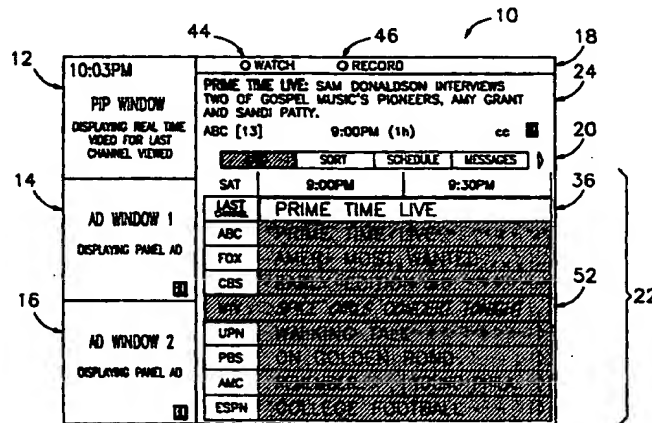 10
44
46
WATCH
RECORD
18
12
10:03PM
PIP WINDOW
DISPLAYING REAL TIME
VIDEO FOR LAST
CHANNEL VIEWED
PRIME TIME LIVE: SAM DONALDSON INTERVIEWS
TWO OF GOSPEL MUSIC'S PIONEERS, AMY GRANT
AND SANDI PATTY.
24
ABC [13] 9:00PM (1h) cc
SORT SCHEDULE MESSAGES
20
14
AD WINDOW 1
DISPLAYING PANEL AD
SAT 9:00PM 9:30PM
LAST PRIME TIME LIVE
36
ABC PRIME TIME LIVE
FOX MOST WANTED
CBS
52
22
16
AD WINDOW 2
DISPLAYING PANEL AD
UPN
PBS ON GOLDEN POND
AMC
ESPN COLLEGE FOOTBALL